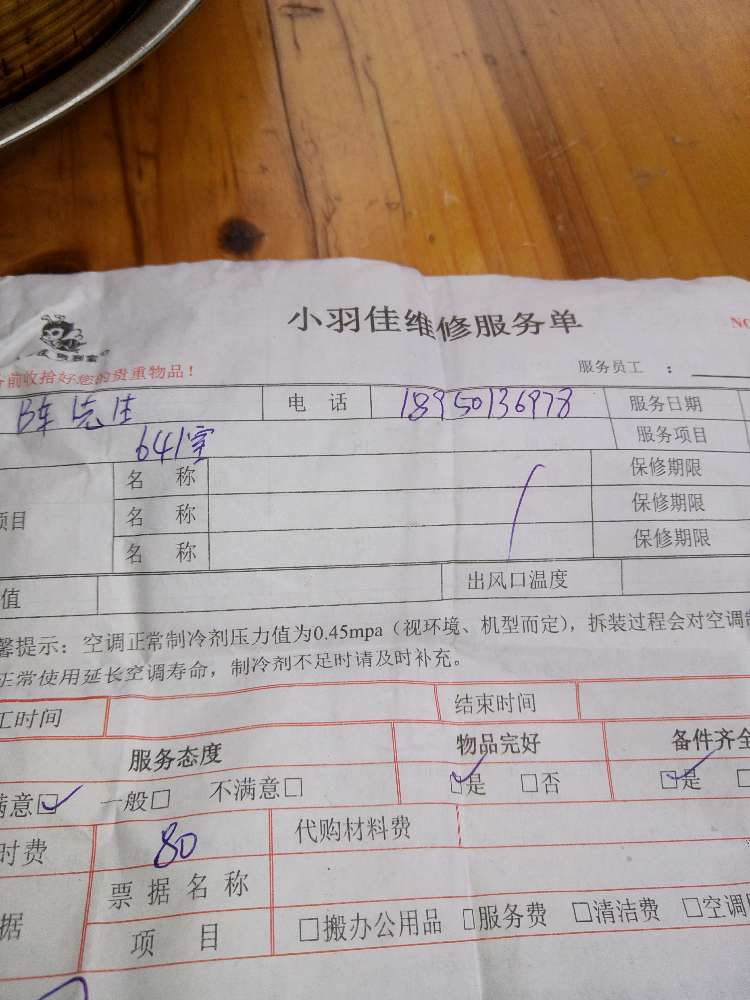 小羽佳维修服务单
NO
前收拾好您的贵重物品！ 服务员工 ：
陈先生 电 话 18950136978 服务日期
641室 服务项目
项目 名 称 保修期限
名 称 保修期限
名 称 保修期限
值 出风口温度
馨提示：空调正常制冷剂压力值为0.45mpa（视环境、机型而定），拆装过程会对空调制
正常使用延长空调寿命，制冷剂不足时请及时补充。
工时间 结束时间
服务态度 物品完好 备件齐全
满意□✓ 一般□ 不满意□ □✓是 □否 □✓是 □
时费 80 代购材料费
据 票 据 名 称
项 目 □搬办公用品 □服务费 □清洁费 □空调